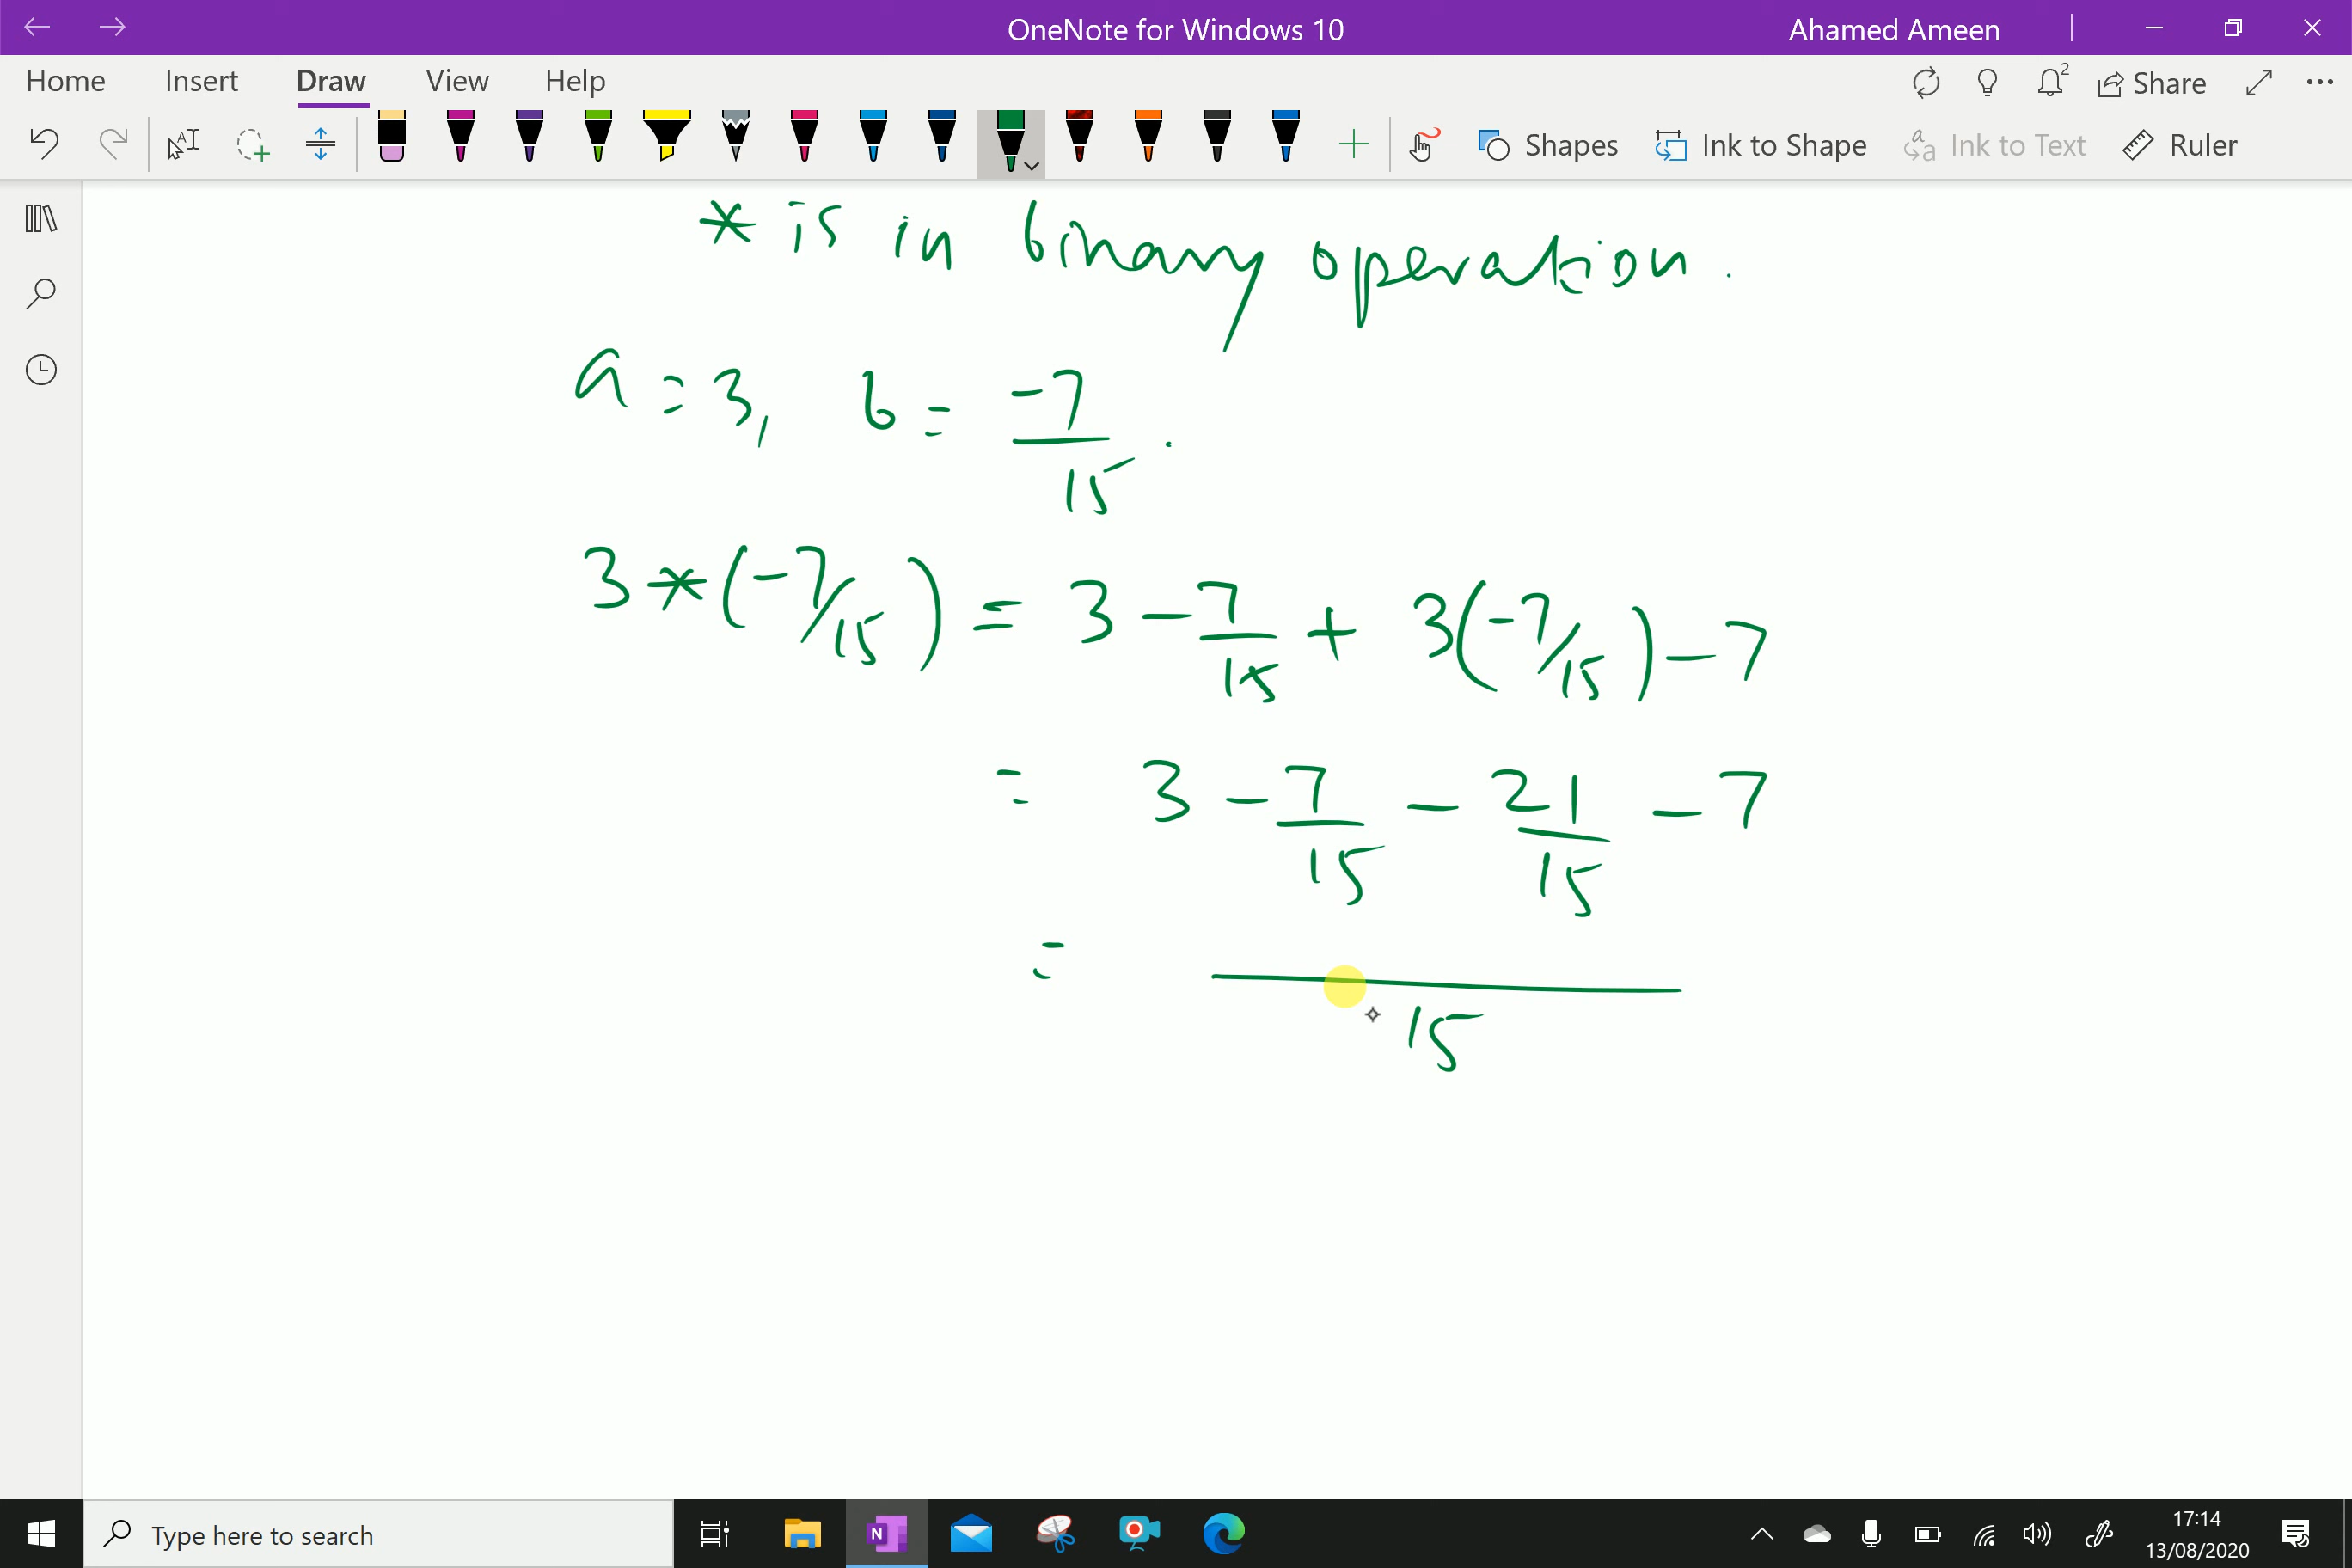 OneNote for Windows 10
Ahamed Ameen
Home Insert Draw View Help
2 Share
Shapes Ink to Shape Ink to Text Ruler
* is in binary operation.
a = 3, b = -7/15.
3*(-7/15) = 3 - 7/15 + 3(-7/15) - 7
= 3 - 7/15 - 21/15 - 7
= /15
Type here to search
17:14
13/08/2020